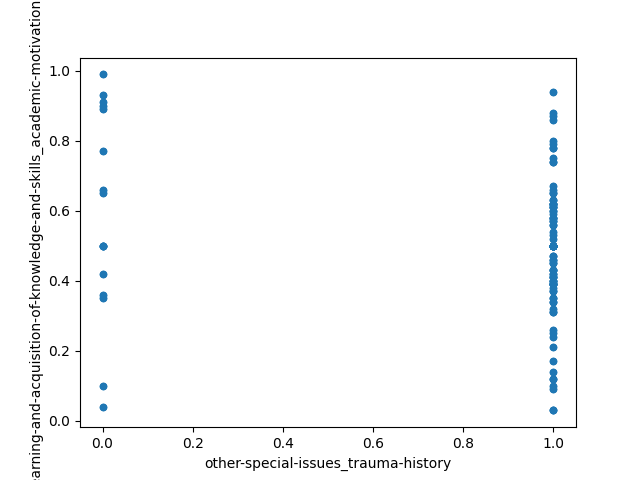 earning-and-acquisition-of-knowledge-and-skills_academic-motivation
1.0
0.8
0.6
0.4
0.2
0.0
0.0 0.2 0.4 0.6 0.8 1.0
other-special-issues_trauma-history